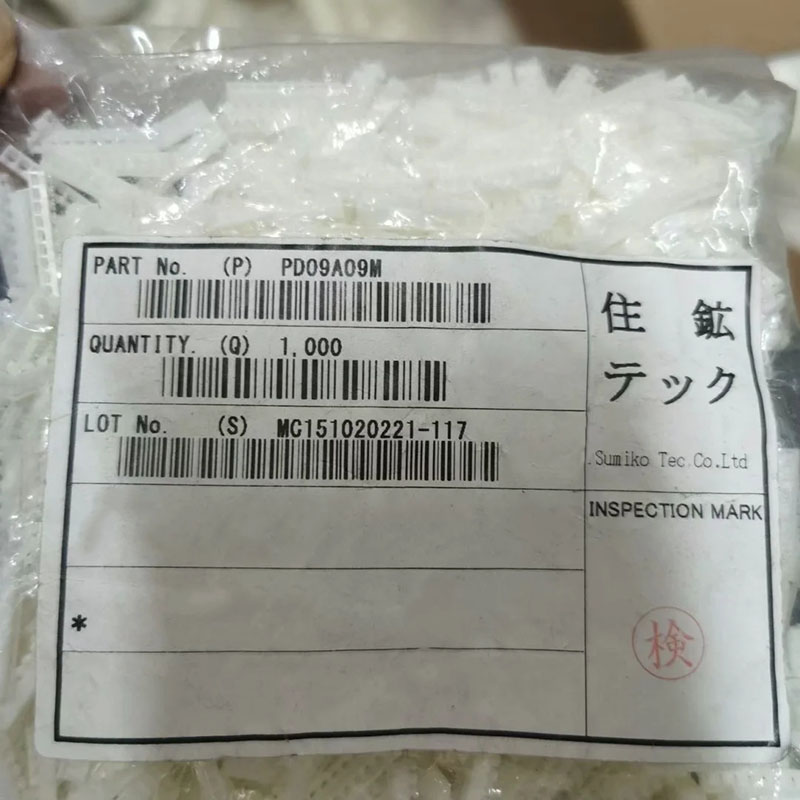 PART No. (P) PD09A09M
QUANTITY. (Q) 1,000
LOT No. (S) MC151020221-117
*
住鉱
テック
Sumiko Tec Co.Ltd
INSPECTION MARK
検